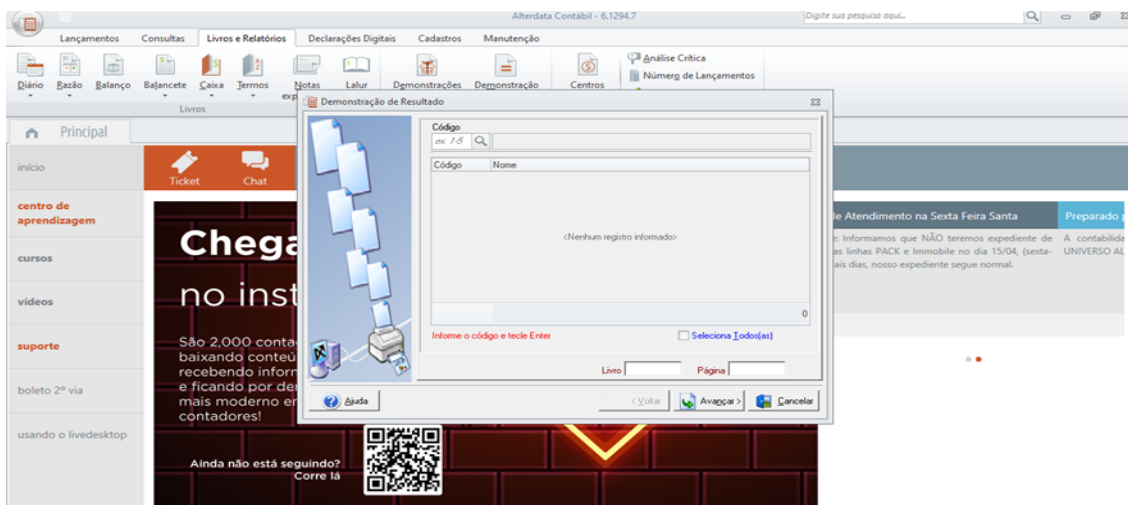 Alterdata Contábil - 6.1294.7
Digite sua pesquisa aqui...
Lançamentos Consultas Livros e Relatórios Declarações Digitais Cadastros Manutenção
Diário Razão Balanço Balancete Caixa Termos Notas Lalur Demonstrações Demonstração Centros
Análise Crítica
Número de Lançamentos
Livros
Principal
início
centro de
aprendizagem
cursos
vídeos
suporte
boleto 2º via
usando o livedesktop
Ticket Chat
Chega
no inst
São 2,000 conta
baixando conteú
recebendo inform
e ficando por der
mais moderno er
contadores!
Ainda não está seguindo?
Corre lá
Demonstração de Resultado
Código
ex: 1-5
Código Nome
<Nenhum registro informado>
0
Informe o código e tecle Enter
Seleciona Todos(as)
Livro Página
Ajuda
< Voltar Avançar > Cancelar
de Atendimento na Sexta Feira Santa
e: Informamos que NÃO teremos expediente de
as linhas PACK e Immobile no dia 15/04, (sexta-
ais dias, nosso expediente segue normal.
Preparado p
A contabilida
UNIVERSO AL